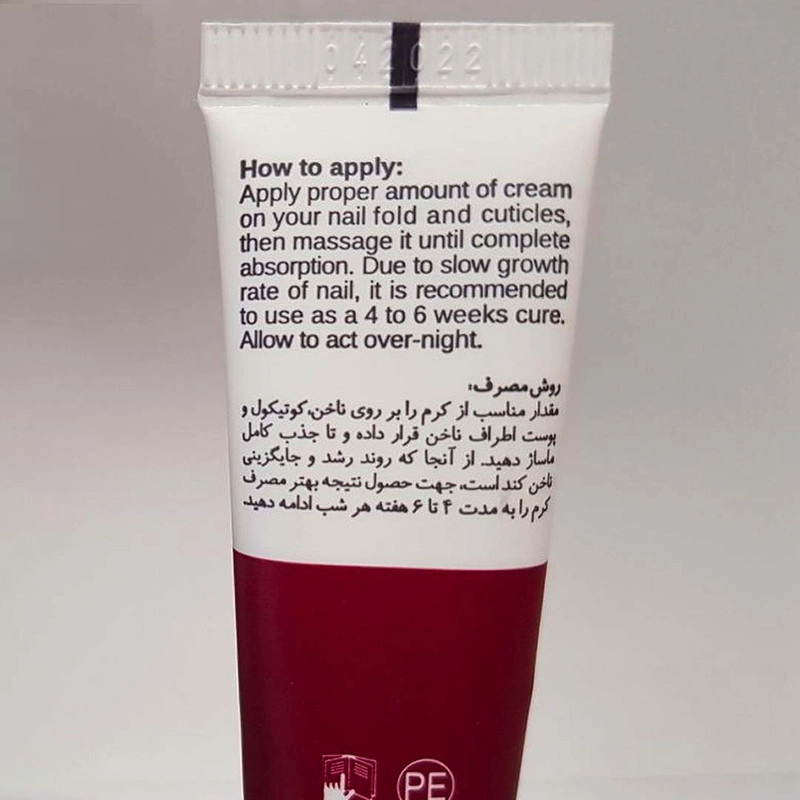 042022
How to apply:
Apply proper amount of cream
on your nail fold and cuticles,
then massage it until complete
absorption. Due to slow growth
rate of nail, it is recommended
to use as a 4 to 6 weeks cure.
Allow to act over-night.
روش مصرف:
مقدار مناسب از کرم را بر روی ناخن،کوتیکول و
پوست اطراف ناخن قرار داده و تا جذب کامل
ماساژ دهید. از آنجا که روند رشد و جایگزینی
ناخن کند است، جهت حصول نتیجه بهتر مصرف
کرم را به مدت ۴ تا ۶ هفته هر شب ادامه دهید.
PE